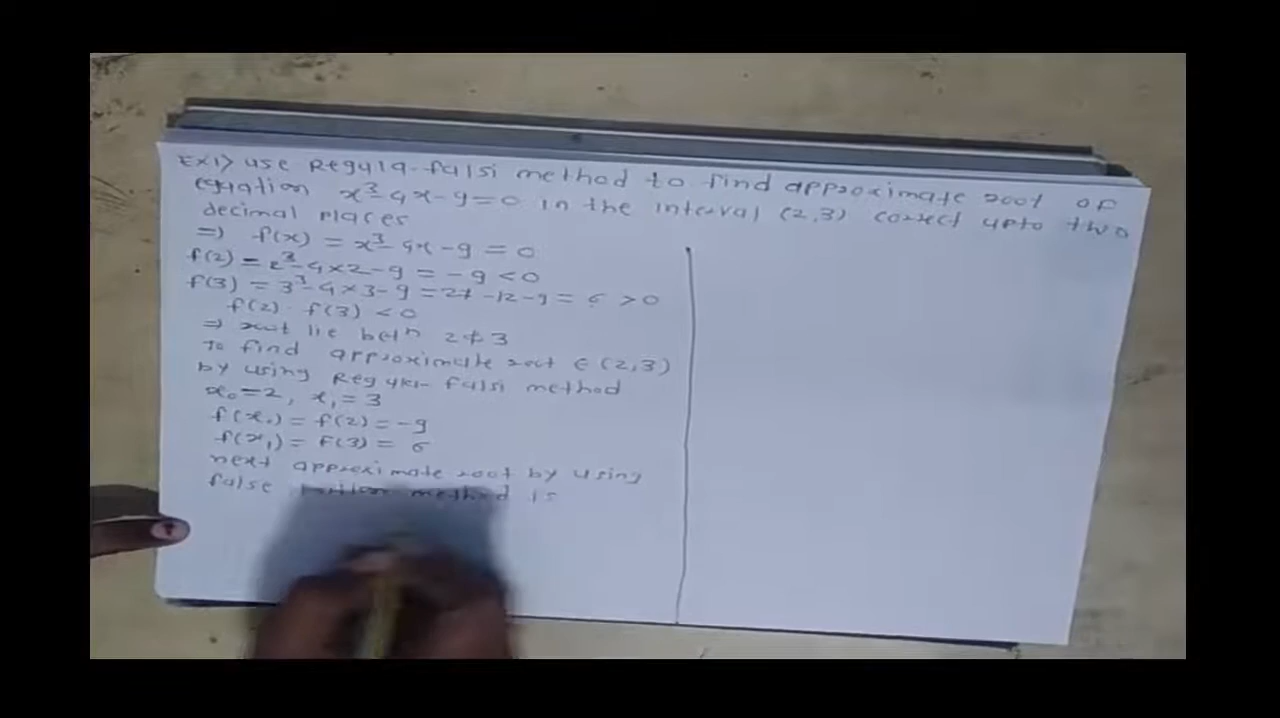 Ex1> use Regula-falsi method to find approximate root of
equation x³-4x-9=0 in the interval (2,3) correct upto two
decimal places
⇒ f(x) = x³-4x-9 = 0
f(2) = 2³-4×2-9 = -9 <0
f(3) = 3³-4×3-9 = 27-12-9 = 6 >0
f(2)·f(3) <0
⇒ root lie betⁿ 2 & 3
To find approximate root ∈ (2,3)
by using Regula-falsi method
x₀=2, x₁=3
f(x₀) = f(2) = -9
f(x₁) = f(3) = 6
next approximate root by using
false method is